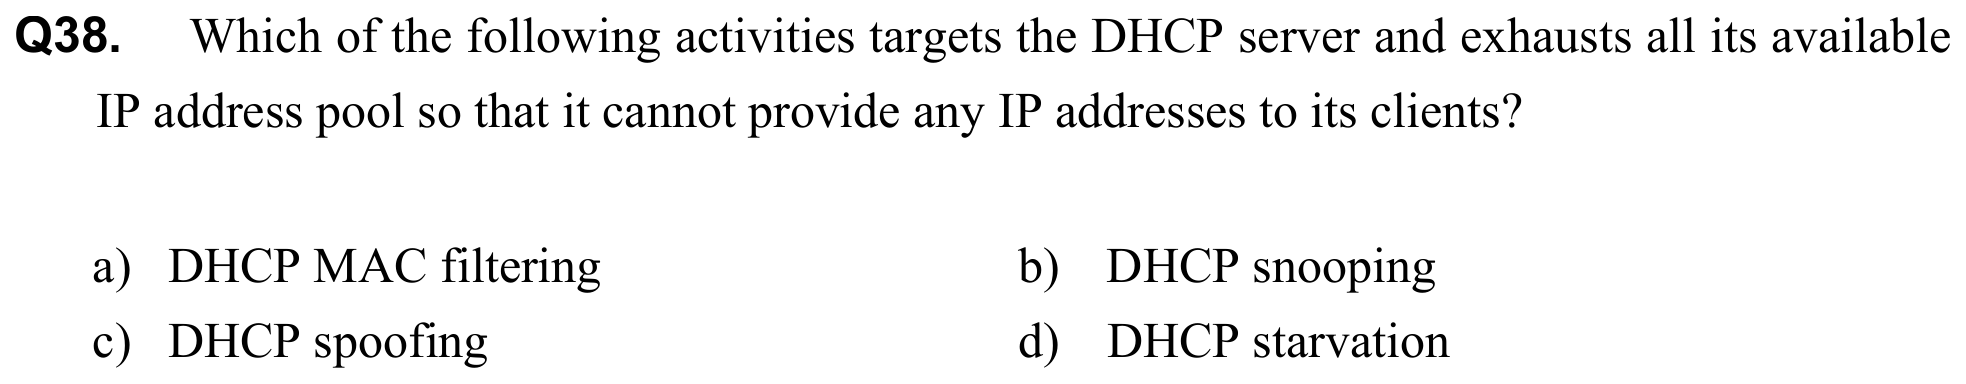 Q38. Which of the following activities targets the DHCP server and exhausts all its available
IP address pool so that it cannot provide any IP addresses to its clients?
a) DHCP MAC filtering b) DHCP snooping
c) DHCP spoofing d) DHCP starvation